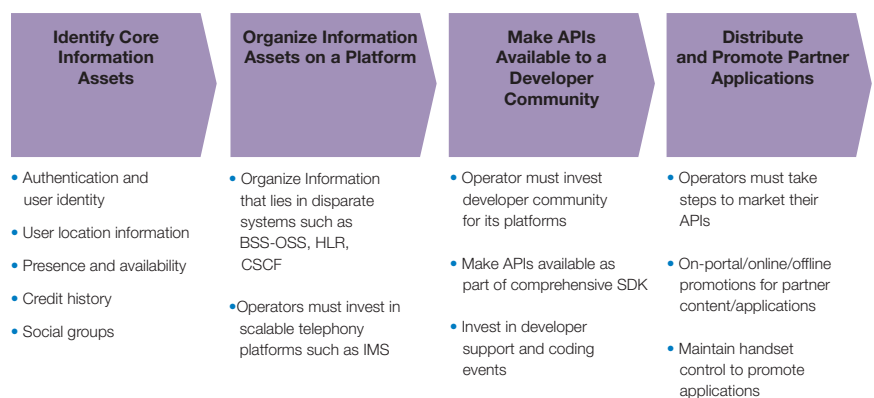 Identify Core
Information
Assets
• Authentication and
user identity
• User location information
• Presence and availability
• Credit history
• Social groups
Organize Information
Assets on a Platform
• Organize Information
that lies in disparate
systems such as
BSS-OSS, HLR,
CSCF
•Operators must invest in
scalable telephony
platforms such as IMS
Make APIs
Available to a
Developer
Community
• Operator must invest
developer community
for its platforms
• Make APIs available as
part of comprehensive SDK
• Invest in developer
support and coding
events
Distribute
and Promote Partner
Applications
• Operators must take
steps to market their
APIs
• On-portal/online/offline
promotions for partner
content/applications
• Maintain handset
control to promote
applications